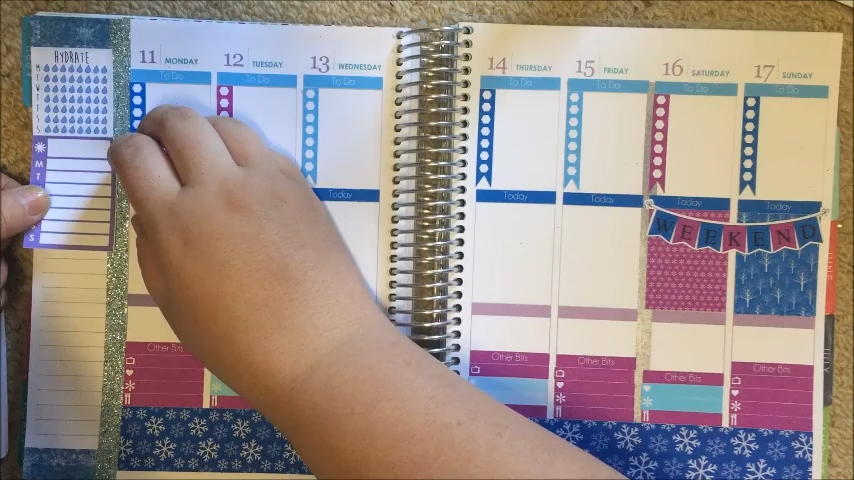 HYDRATE
M
T
W
T
F
S
S
M
T
S
11 MONDAY
To Do
12 TUESDAY
To Do
13 WEDNESDAY
To Do
14 THURSDAY
To Do
15 FRIDAY
To Do
16 SATURDAY
To Do
17 SUNDAY
To Do
Today
Today
Today
Today
Today
WEEKEND
Other Bits
Other Bits
Other Bits
Other Bits
Other Bits
JUNE
JULY